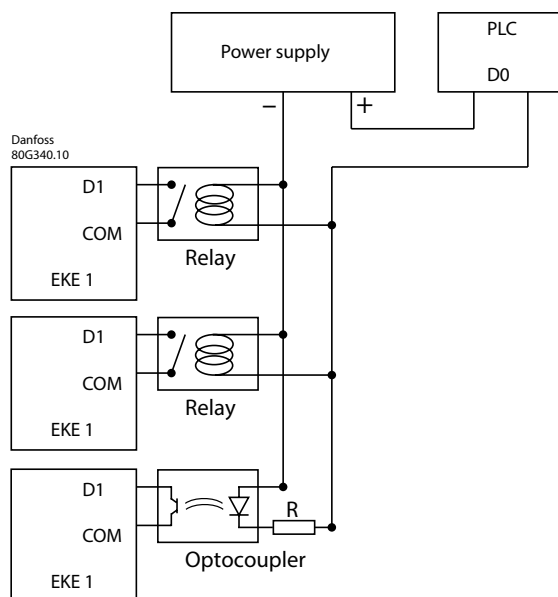 Power supply
PLC
D0
−
+
Danfoss
80G340.10
D1
COM
EKE 1
Relay
D1
COM
EKE 1
Relay
D1
COM
EKE 1
R
Optocoupler